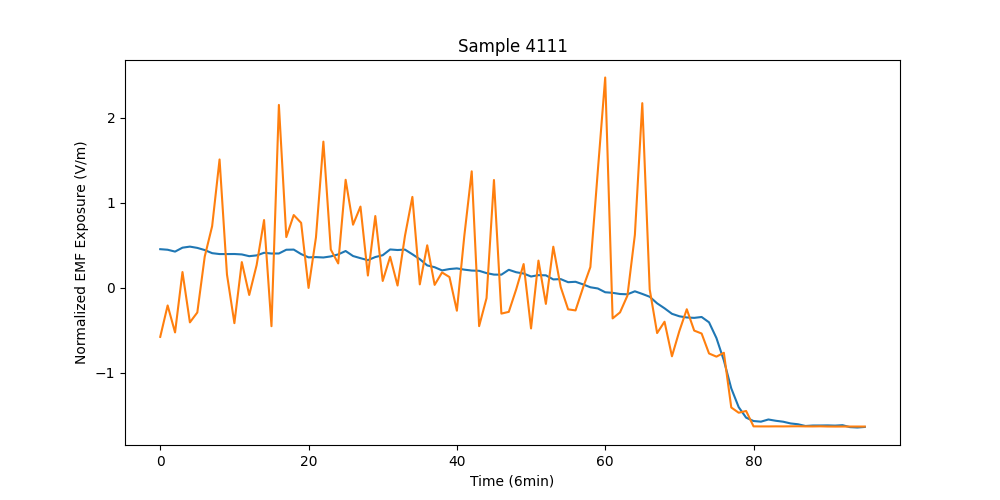 Sample 4111
Normalized EMF Exposure (V/m)
2
1
0
−1
0 20 40 60 80
Time (6min)